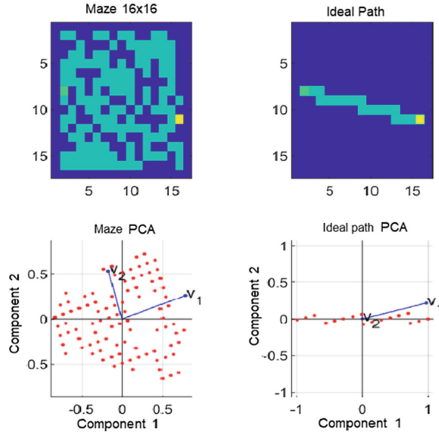 Maze 16x16
5
10
15
5 10 15
Ideal Path
5
10
15
5 10 15
Maze PCA
Component 2
0.5
0
0.5
-0.5 0 0.5
Component 1
v2
v1
Ideal path PCA
Component 2
1
0.5
0
-0.5
-1
-1 0 1
Component 1
v2
v